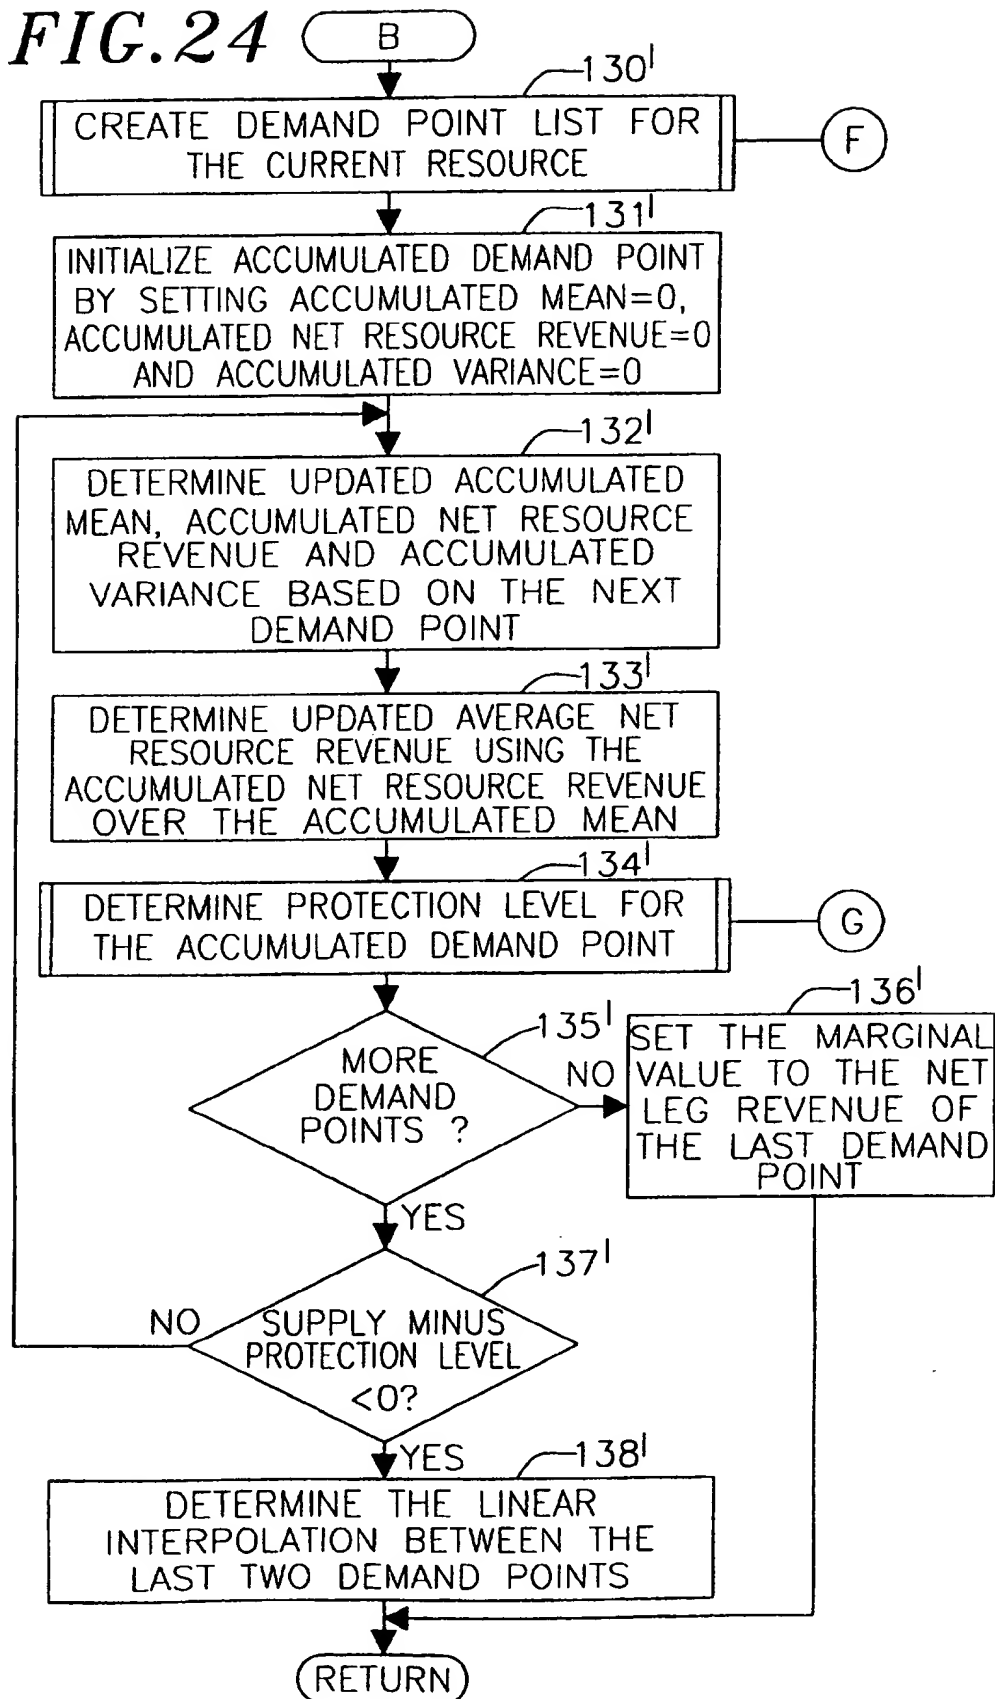 FIG.24
B
130'
CREATE DEMAND POINT LIST FOR
THE CURRENT RESOURCE
F
131'
INITIALIZE ACCUMULATED DEMAND POINT
BY SETTING ACCUMULATED MEAN=0,
ACCUMULATED NET RESOURCE REVENUE=0
AND ACCUMULATED VARIANCE=0
132'
DETERMINE UPDATED ACCUMULATED
MEAN, ACCUMULATED NET RESOURCE
REVENUE AND ACCUMULATED
VARIANCE BASED ON THE NEXT
DEMAND POINT
133'
DETERMINE UPDATED AVERAGE NET
RESOURCE REVENUE USING THE
ACCUMULATED NET RESOURCE REVENUE
OVER THE ACCUMULATED MEAN
134'
DETERMINE PROTECTION LEVEL FOR
THE ACCUMULATED DEMAND POINT
G
135'
MORE
DEMAND
POINTS ?
NO
136'
SET THE MARGINAL
VALUE TO THE NET
LEG REVENUE OF
THE LAST DEMAND
POINT
YES
137'
NO
SUPPLY MINUS
PROTECTION LEVEL
<0?
YES
138'
DETERMINE THE LINEAR
INTERPOLATION BETWEEN THE
LAST TWO DEMAND POINTS
RETURN